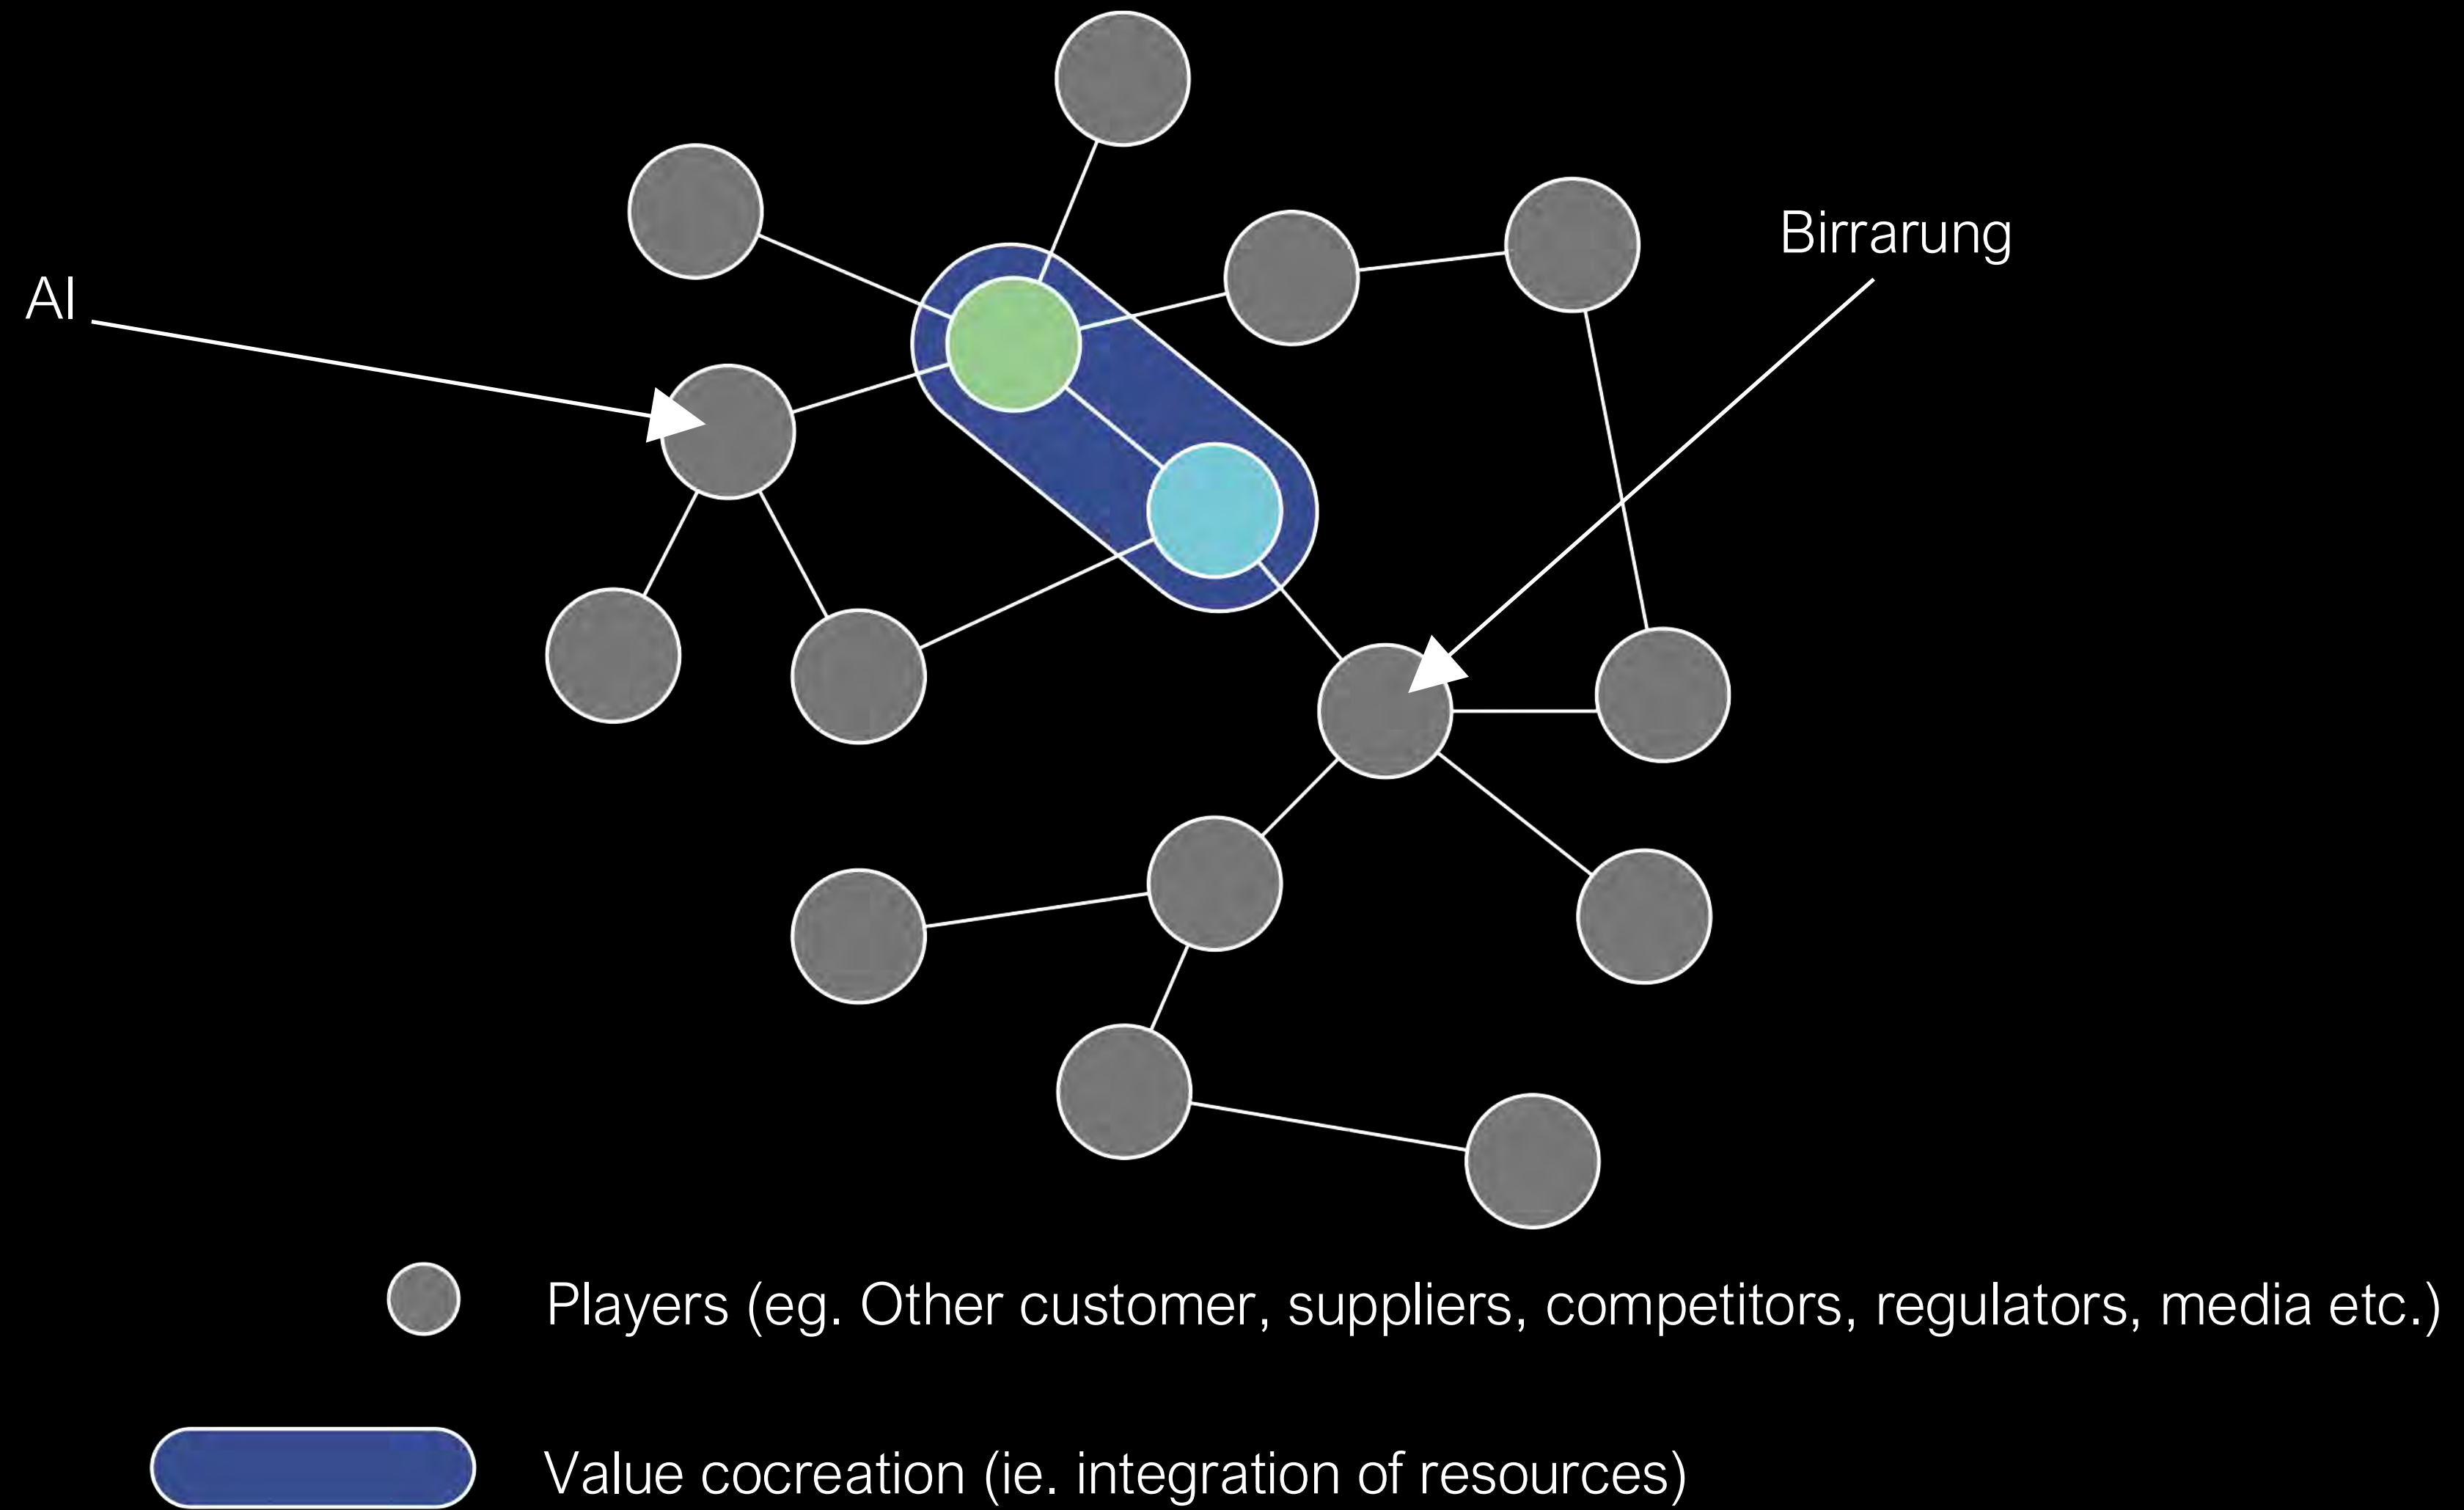 Birrarung
AI
Players (eg. Other customer, suppliers, competitors, regulators, media etc.)
Value cocreation (ie. integration of resources)